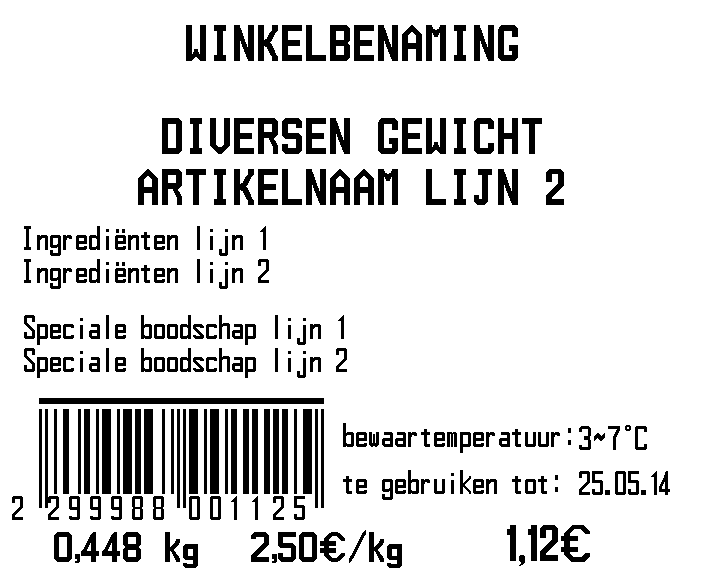 WINKELBENAMING
DIVERSEN GEWICHT
ARTIKELNAAM LIJN 2
Ingrediënten lijn 1
Ingrediënten lijn 2
Speciale boodschap lijn 1
Speciale boodschap lijn 2
bewaartemperatuur:3~7°C
te gebruiken tot: 25.05.14
2 299988 001125
0,448 kg 2,50€/kg 1,12€